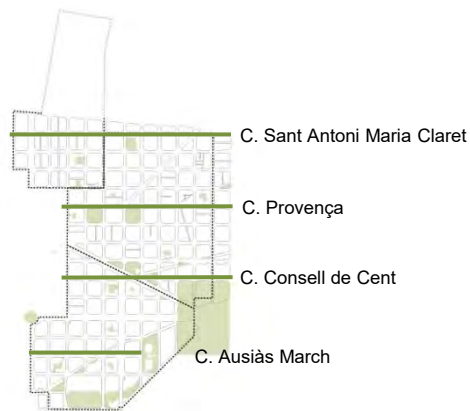 C. Sant Antoni Maria Claret
C. Provença
C. Consell de Cent
C. Ausiàs March